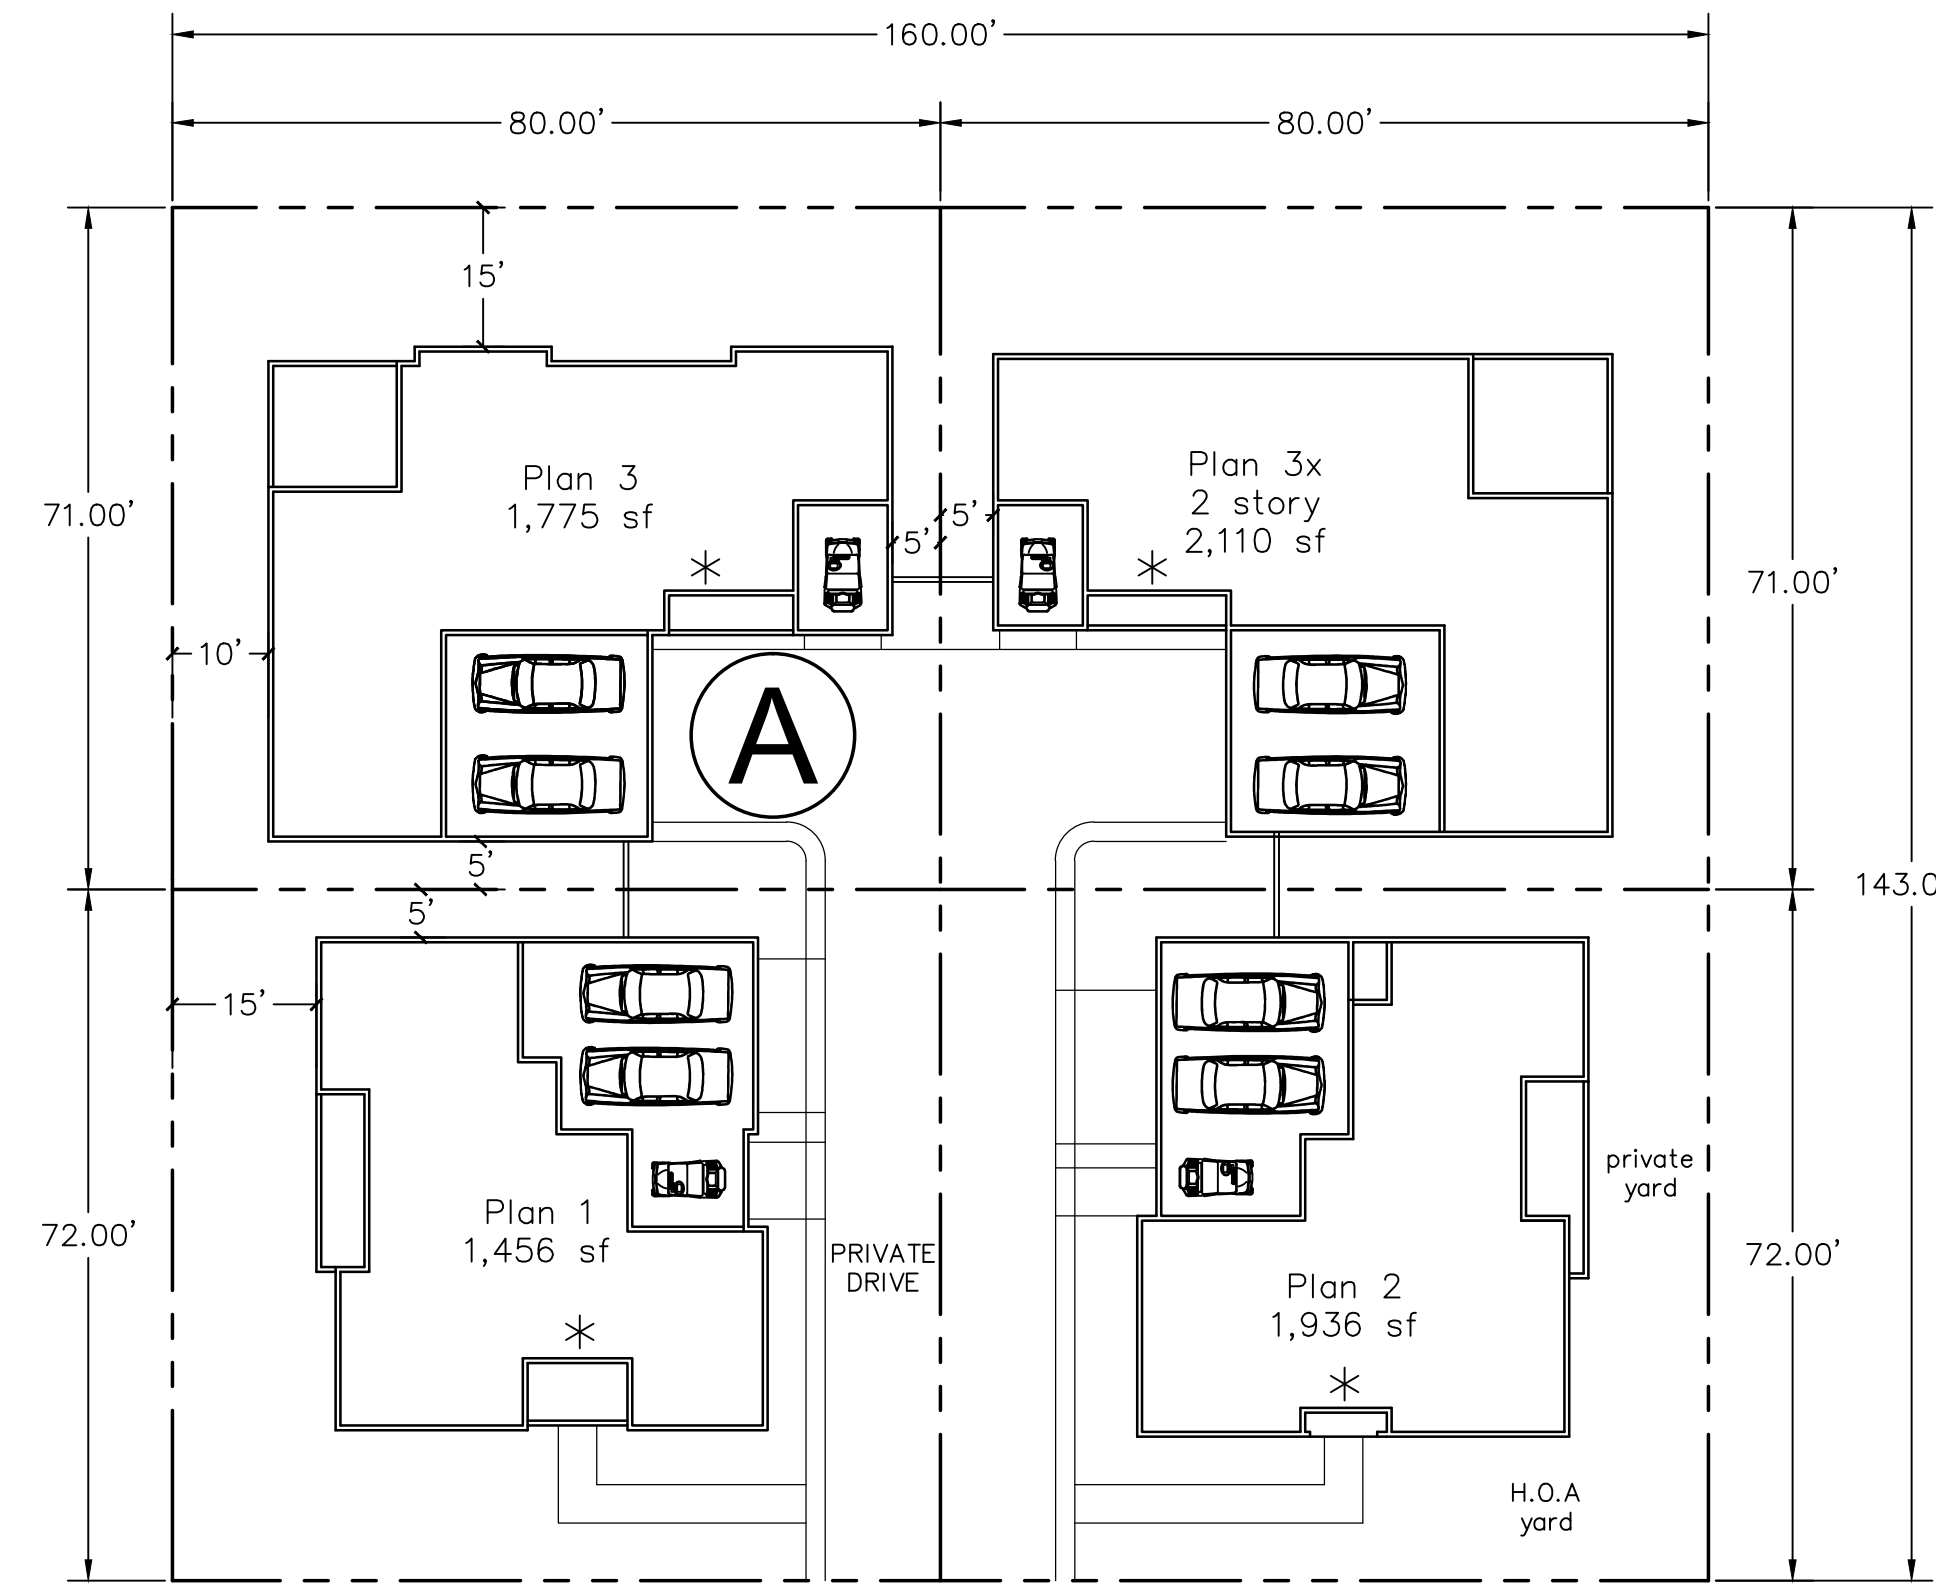 160.00'
80.00'
80.00'
15'
Plan 3
1,775 sf
Plan 3x
2 story
2,110 sf
71.00'
5'
5'
71.00'
10'
A
5'
143.0
5'
15'
private
yard
Plan 1
1,456 sf
72.00'
PRIVATE
DRIVE
72.00'
Plan 2
1,936 sf
H.O.A
yard